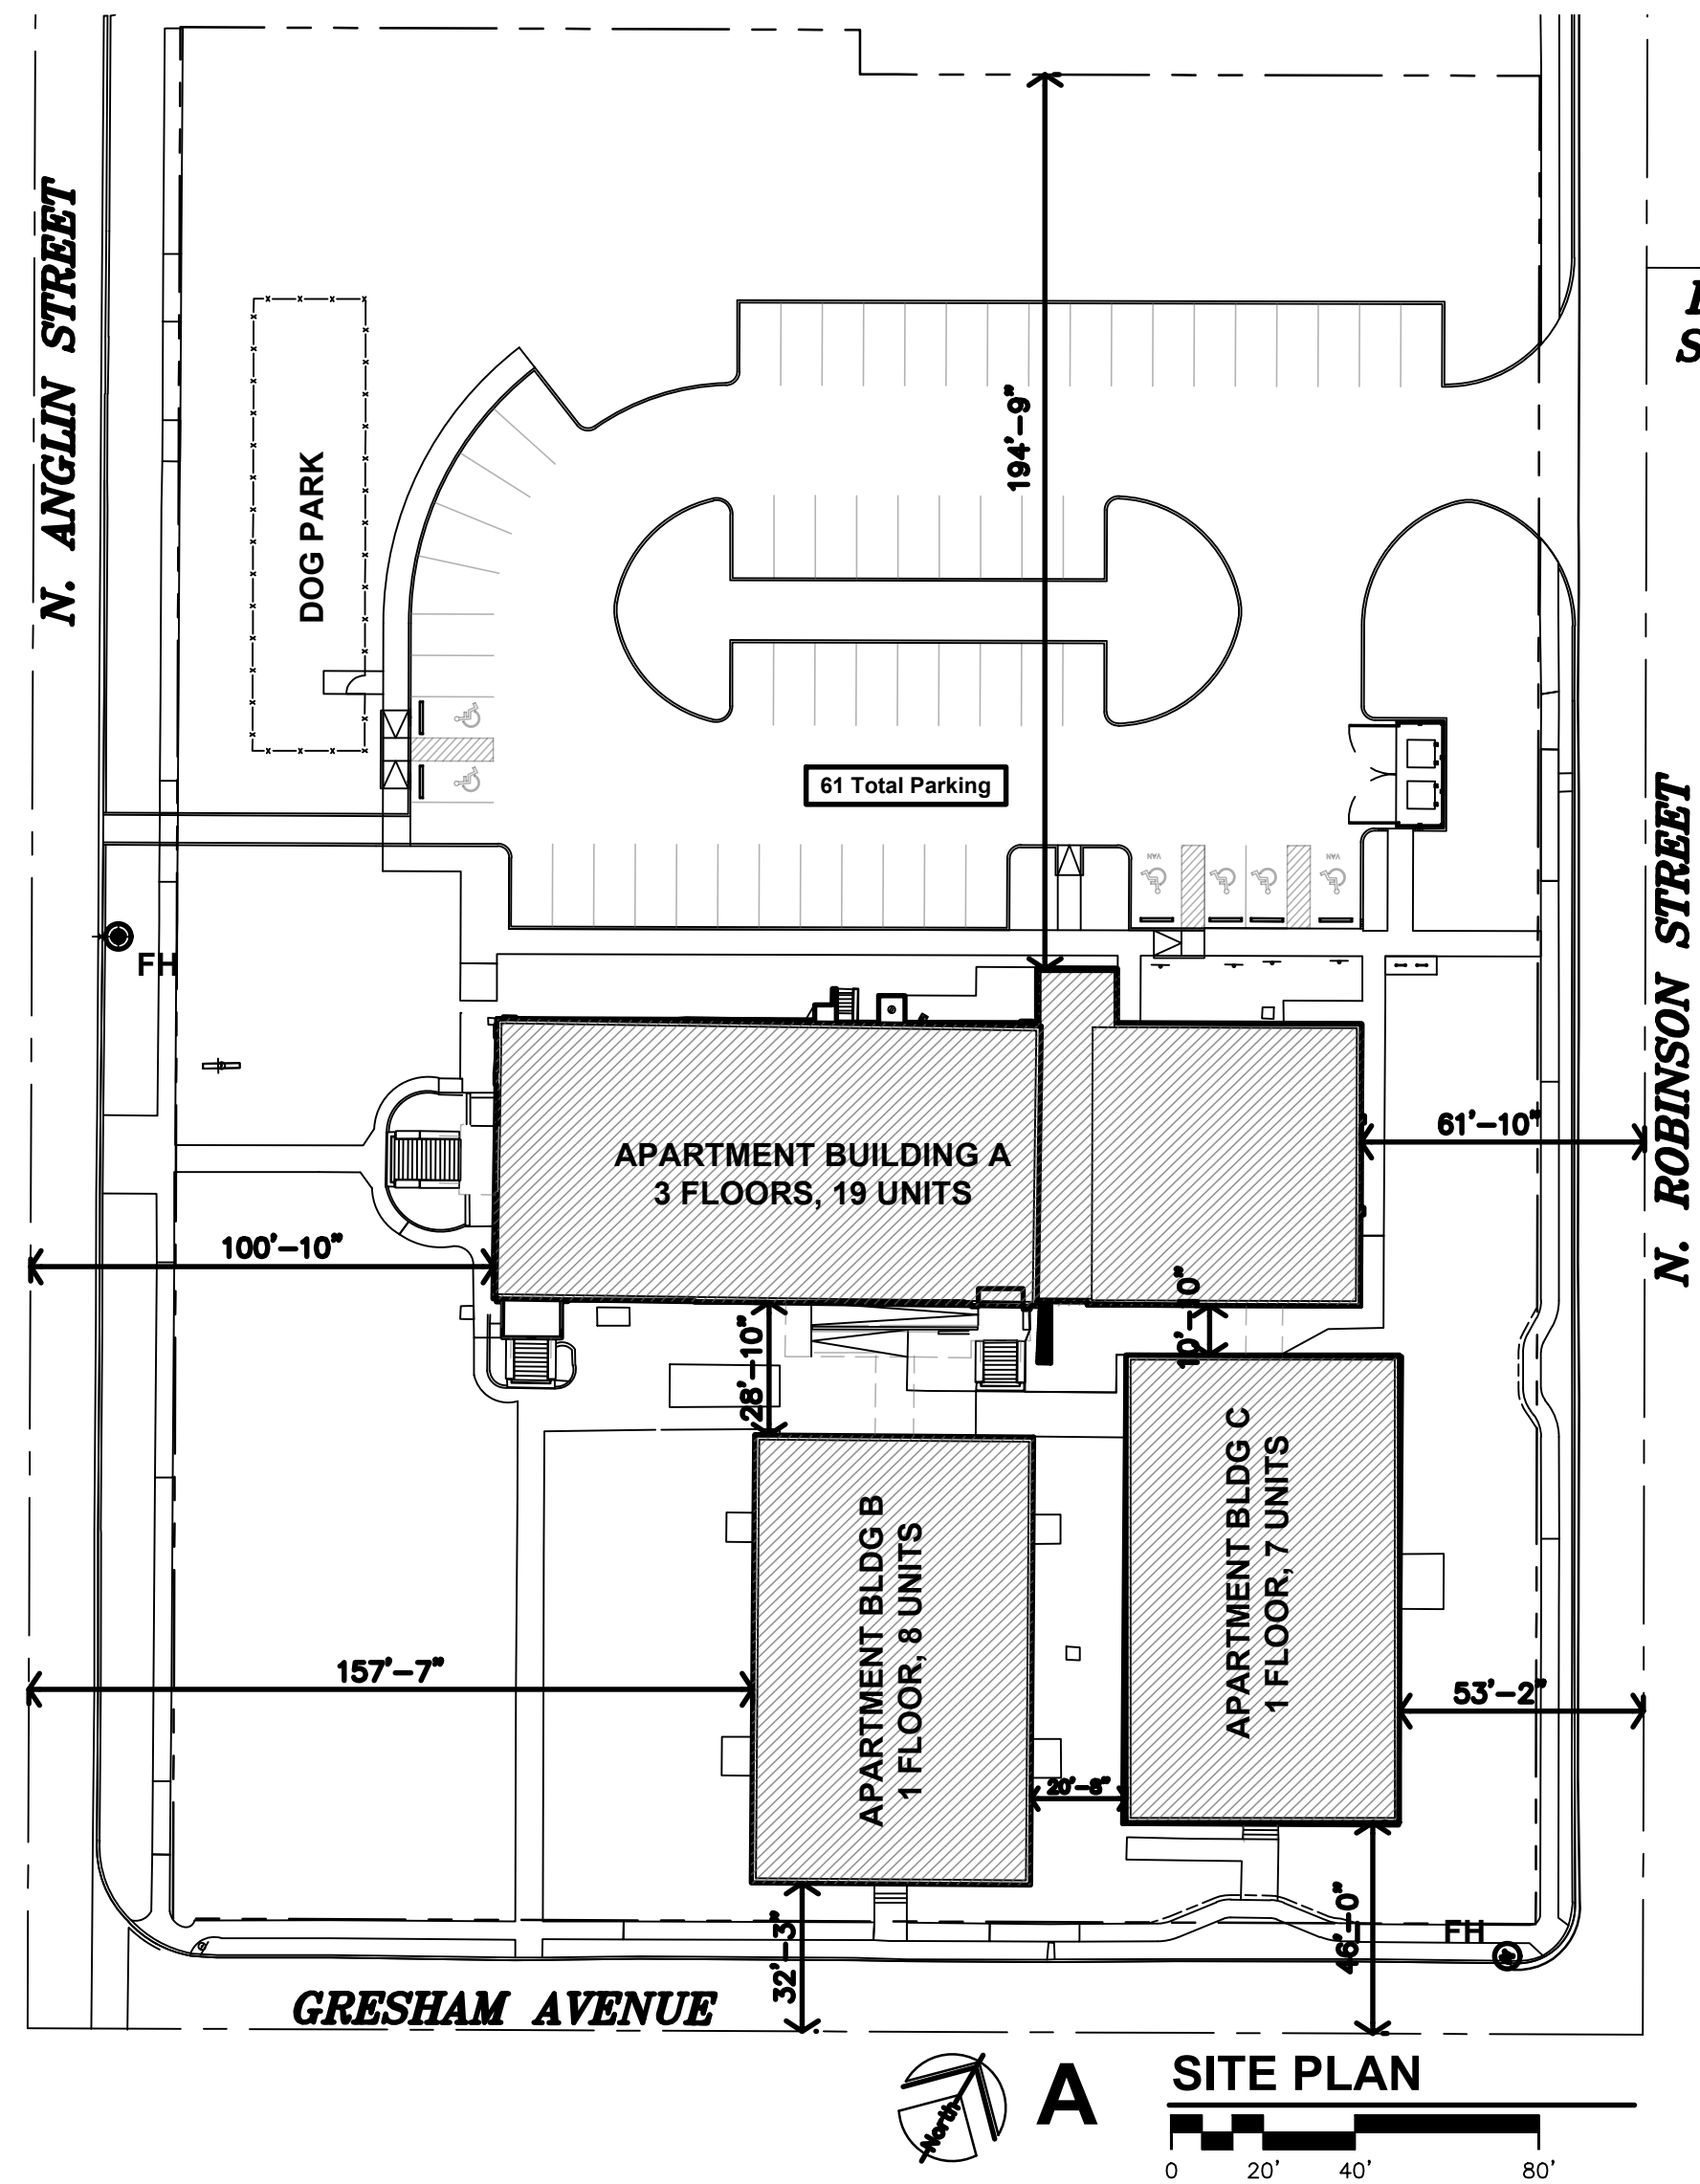 N. ANGLIN STREET
DOG PARK
194'-9"
61 Total Parking
VAN
VAN
FH
N. ROBINSON STREET
APARTMENT BUILDING A
3 FLOORS, 19 UNITS
61'-10"
100'-10"
28'-10"
10'-10"
APARTMENT BLDG B
1 FLOOR, 8 UNITS
APARTMENT BLDG C
1 FLOOR, 7 UNITS
157'-7"
53'-2"
20'-8"
32'-3"
46'-0"
FH
GRESHAM AVENUE
North
A
SITE PLAN
0 20' 40' 80'